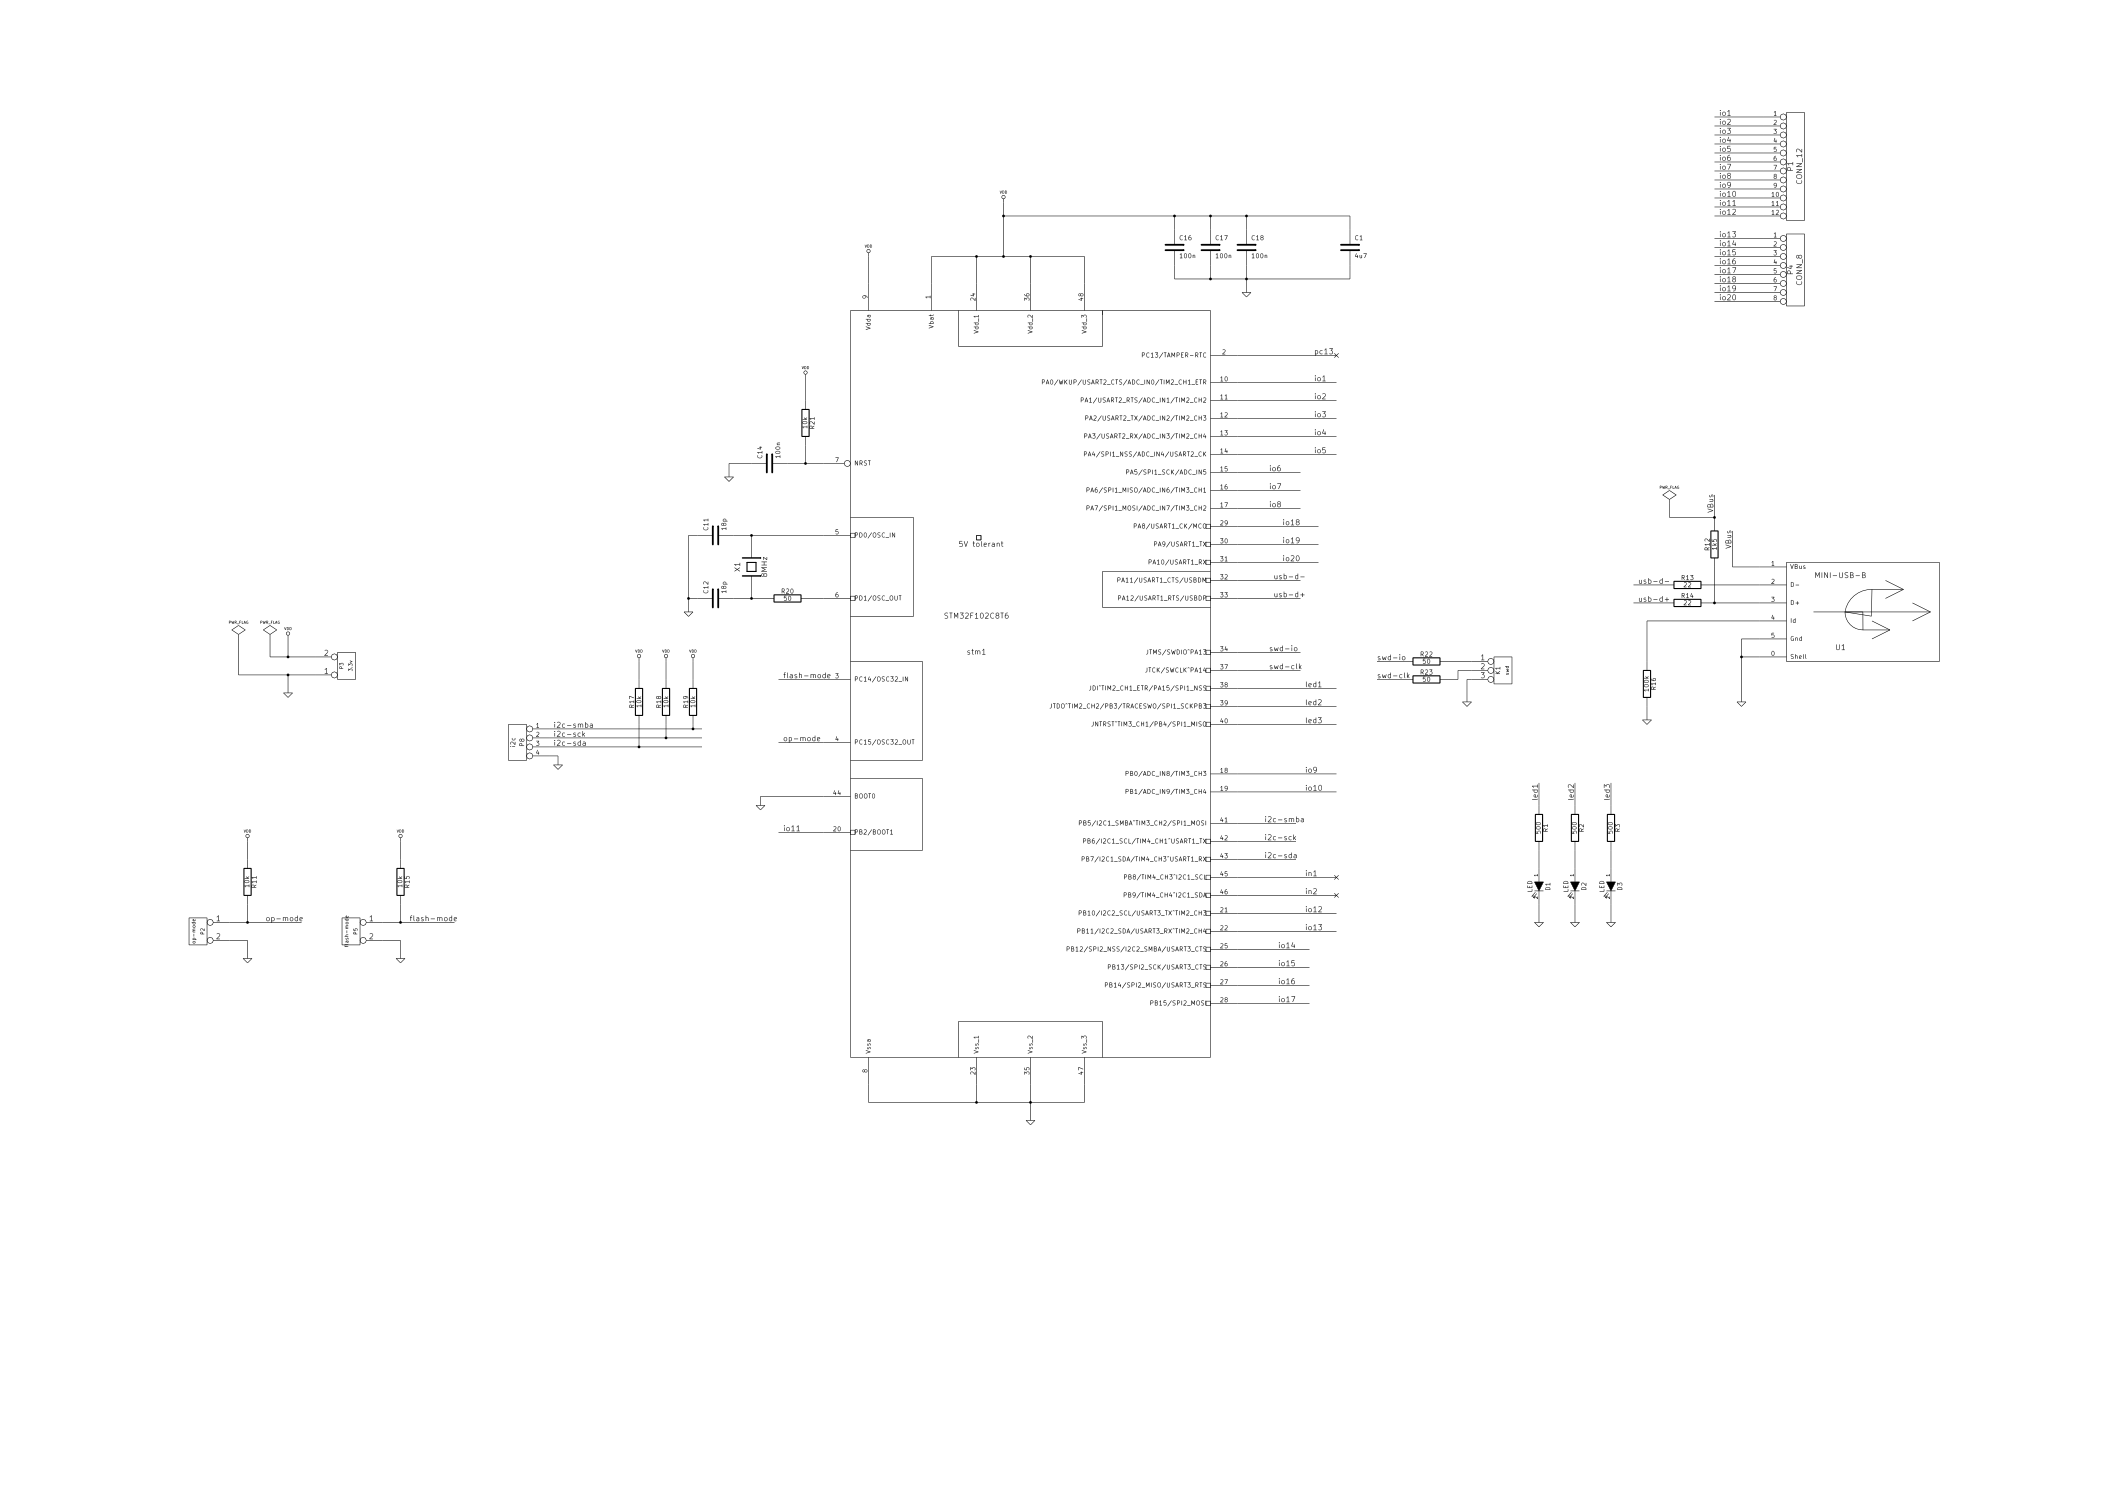 io1 1
io2 2
io3 3
io4 4
io5 5
io6 6
io7 7
io8 8
io9 9
io10 10
io11 11
io12 12
P1
CONN_12
io13 1
io14 2
io15 3
io16 4
io17 5
io18 6
io19 7
io20 8
P4
CONN_8
VDD
C16
100n
C17
100n
C18
100n
C1
4u7
VDD
9
1
24
36
48
Vdda
Vbat
Vdd_1
Vdd_2
Vdd_3
PC13/TAMPER-RTC 2 pc13
PA0/WKUP/USART2_CTS/ADC_IN0/TIM2_CH1_ETR 10 io1
PA1/USART2_RTS/ADC_IN1/TIM2_CH2 11 io2
PA2/USART2_TX/ADC_IN2/TIM2_CH3 12 io3
PA3/USART2_RX/ADC_IN3/TIM2_CH4 13 io4
PA4/SPI1_NSS/ADC_IN4/USART2_CK 14 io5
PA5/SPI1_SCK/ADC_IN5 15 io6
PA6/SPI1_MISO/ADC_IN6/TIM3_CH1 16 io7
PA7/SPI1_MOSI/ADC_IN7/TIM3_CH2 17 io8
PA8/USART1_CK/MCO 29 io18
PA9/USART1_TX 30 io19
PA10/USART1_RX 31 io20
PA11/USART1_CTS/USBDM 32 usb-d-
PA12/USART1_RTS/USBDP 33 usb-d+
JTMS/SWDIO~PA13 34 swd-io
JTCK/SWCLK~PA14 37 swd-clk
JDI~TIM2_CH1_ETR/PA15/SPI1_NSS 38 led1
JTDO~TIM2_CH2/PB3/TRACESWO/SPI1_SCKPB3 39 led2
JNTRST~TIM3_CH1/PB4/SPI1_MISO 40 led3
PB0/ADC_IN8/TIM3_CH3 18 io9
PB1/ADC_IN9/TIM3_CH4 19 io10
PB5/I2C1_SMBA~TIM3_CH2/SPI1_MOSI 41 i2c-smba
PB6/I2C1_SCL/TIM4_CH1~USART1_TX 42 i2c-sck
PB7/I2C1_SDA/TIM4_CH3~USART1_RX 43 i2c-sda
PB8/TIM4_CH3~I2C1_SCL 45 in1
PB9/TIM4_CH4~I2C1_SDA 46 in2
PB10/I2C2_SCL/USART3_TX~TIM2_CH3 21 io12
PB11/I2C2_SDA/USART3_RX~TIM2_CH4 22 io13
PB12/SPI2_NSS/I2C2_SMBA/USART3_CTS 25 io14
PB13/SPI2_SCK/USART3_CTS 26 io15
PB14/SPI2_MISO/USART3_RTS 27 io16
PB15/SPI2_MOSI 28 io17
VDD
10k
R21
C14
100n
7 NRST
C11
18p
5 PD0/OSC_IN
X1
8MHz
C12
18p
R20
50
6 PD1/OSC_OUT
5V tolerant
STM32F102C8T6
stm1
flash-mode 3 PC14/OSC32_IN
op-mode 4 PC15/OSC32_OUT
44 BOOT0
io11 20 PB2/BOOT1
Vssa
Vss_1
Vss_2
Vss_3
8
23
35
47
PWR_FLAG
PWR_FLAG
VDD
2
1
P3
3.3v
VDD
VDD
VDD
R17
10k
R18
10k
R19
10k
i2c
P8
1 i2c-smba
2 i2c-sck
3 i2c-sda
4
VDD
10k
R11
op-mode
P2
1 op-mode
2
VDD
10k
R15
flash-mode
P5
1 flash-mode
2
swd-io R22 50 1
2
swd-clk R23 50 3
K1
swd
PWR_FLAG
VBus
R12
1k5
VBus
usb-d- R13 22
usb-d+ R14 22
1 VBus
2 D-
3 D+
4 Id
5 Gnd
0 Shell
MINI-USB-B
U1
100k
R16
led1
led2
led3
500
R1
500
R2
500
R3
1
LED
D1
2
1
LED
D2
2
1
LED
D3
2